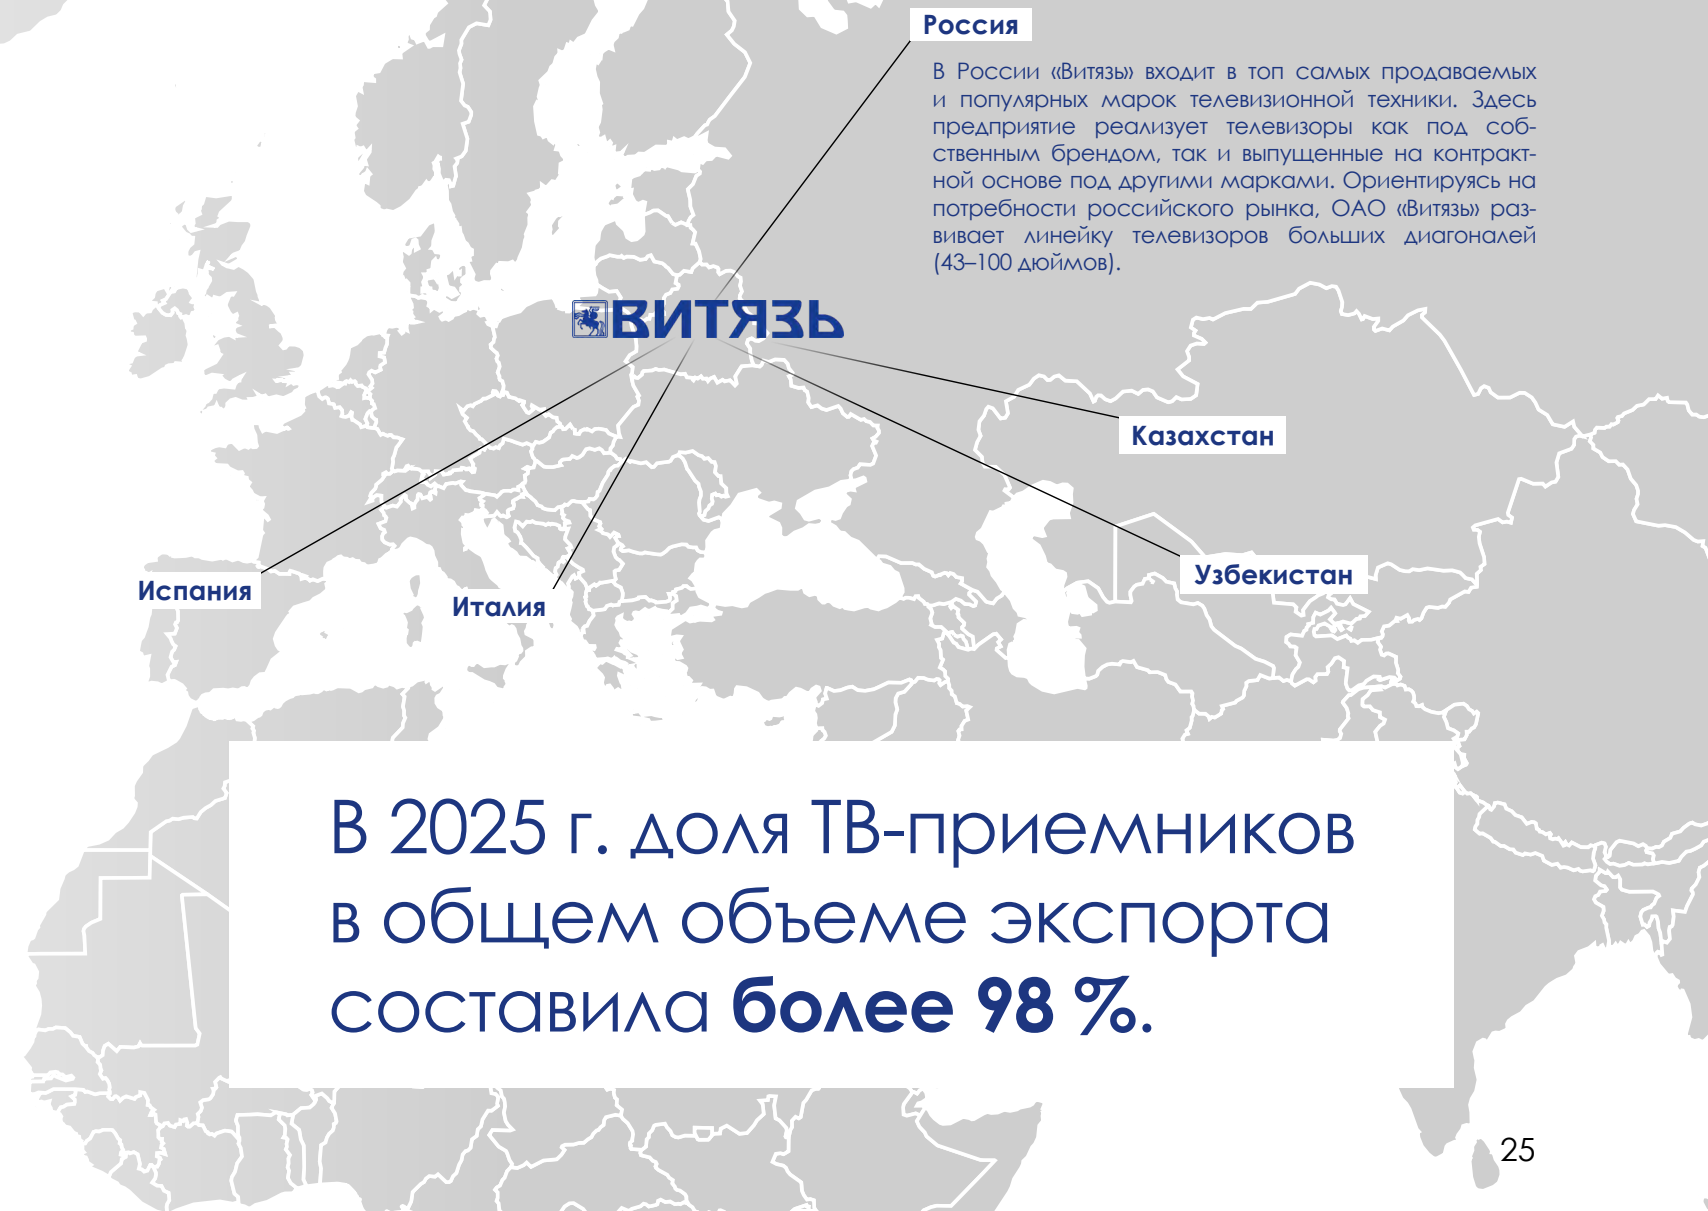 Россия
В России «Витязь» входит в топ самых продаваемых
и популярных марок телевизионной техники. Здесь
предприятие реализует телевизоры как под соб-
ственным брендом, так и выпущенные на контракт-
ной основе под другими марками. Ориентируясь на
потребности российского рынка, ОАО «Витязь» раз-
вивает линейку телевизоров больших диагоналей
(43–100 дюймов).
ВИТЯЗЬ
Казахстан
Узбекистан
Испания
Италия
В 2025 г. доля ТВ-приемников
в общем объеме экспорта
составила более 98 %.
25